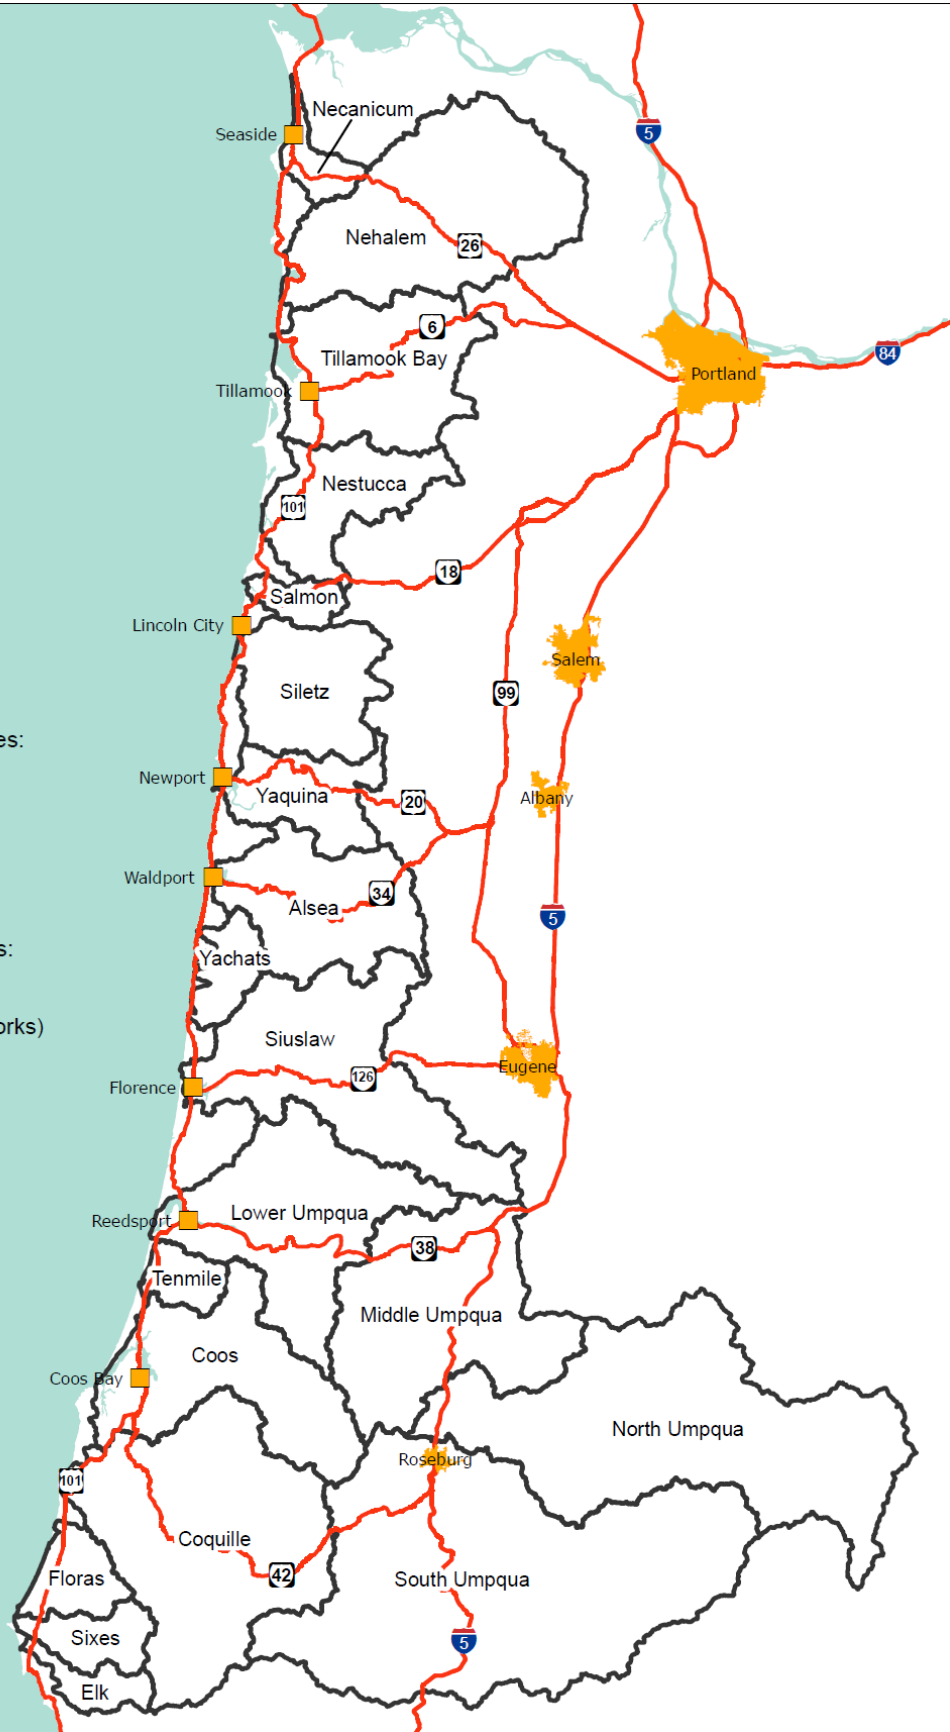 Necanicum
Seaside
5
Nehalem
26
6
Tillamook Bay
84
Portland
Tillamook
Nestucca
101
18
Salmon
Lincoln City
Salem
Siletz
99
es:
Newport
Yaquina
20
Albany
Waldport
34
Alsea
5
s:
Yachats
orks)
Siuslaw
Eugene
126
Florence
Lower Umpqua
Reedsport
38
Tenmile
Middle Umpqua
Coos
Coos Bay
North Umpqua
Roseburg
101
Coquille
42
Floras
South Umpqua
Sixes
5
Elk